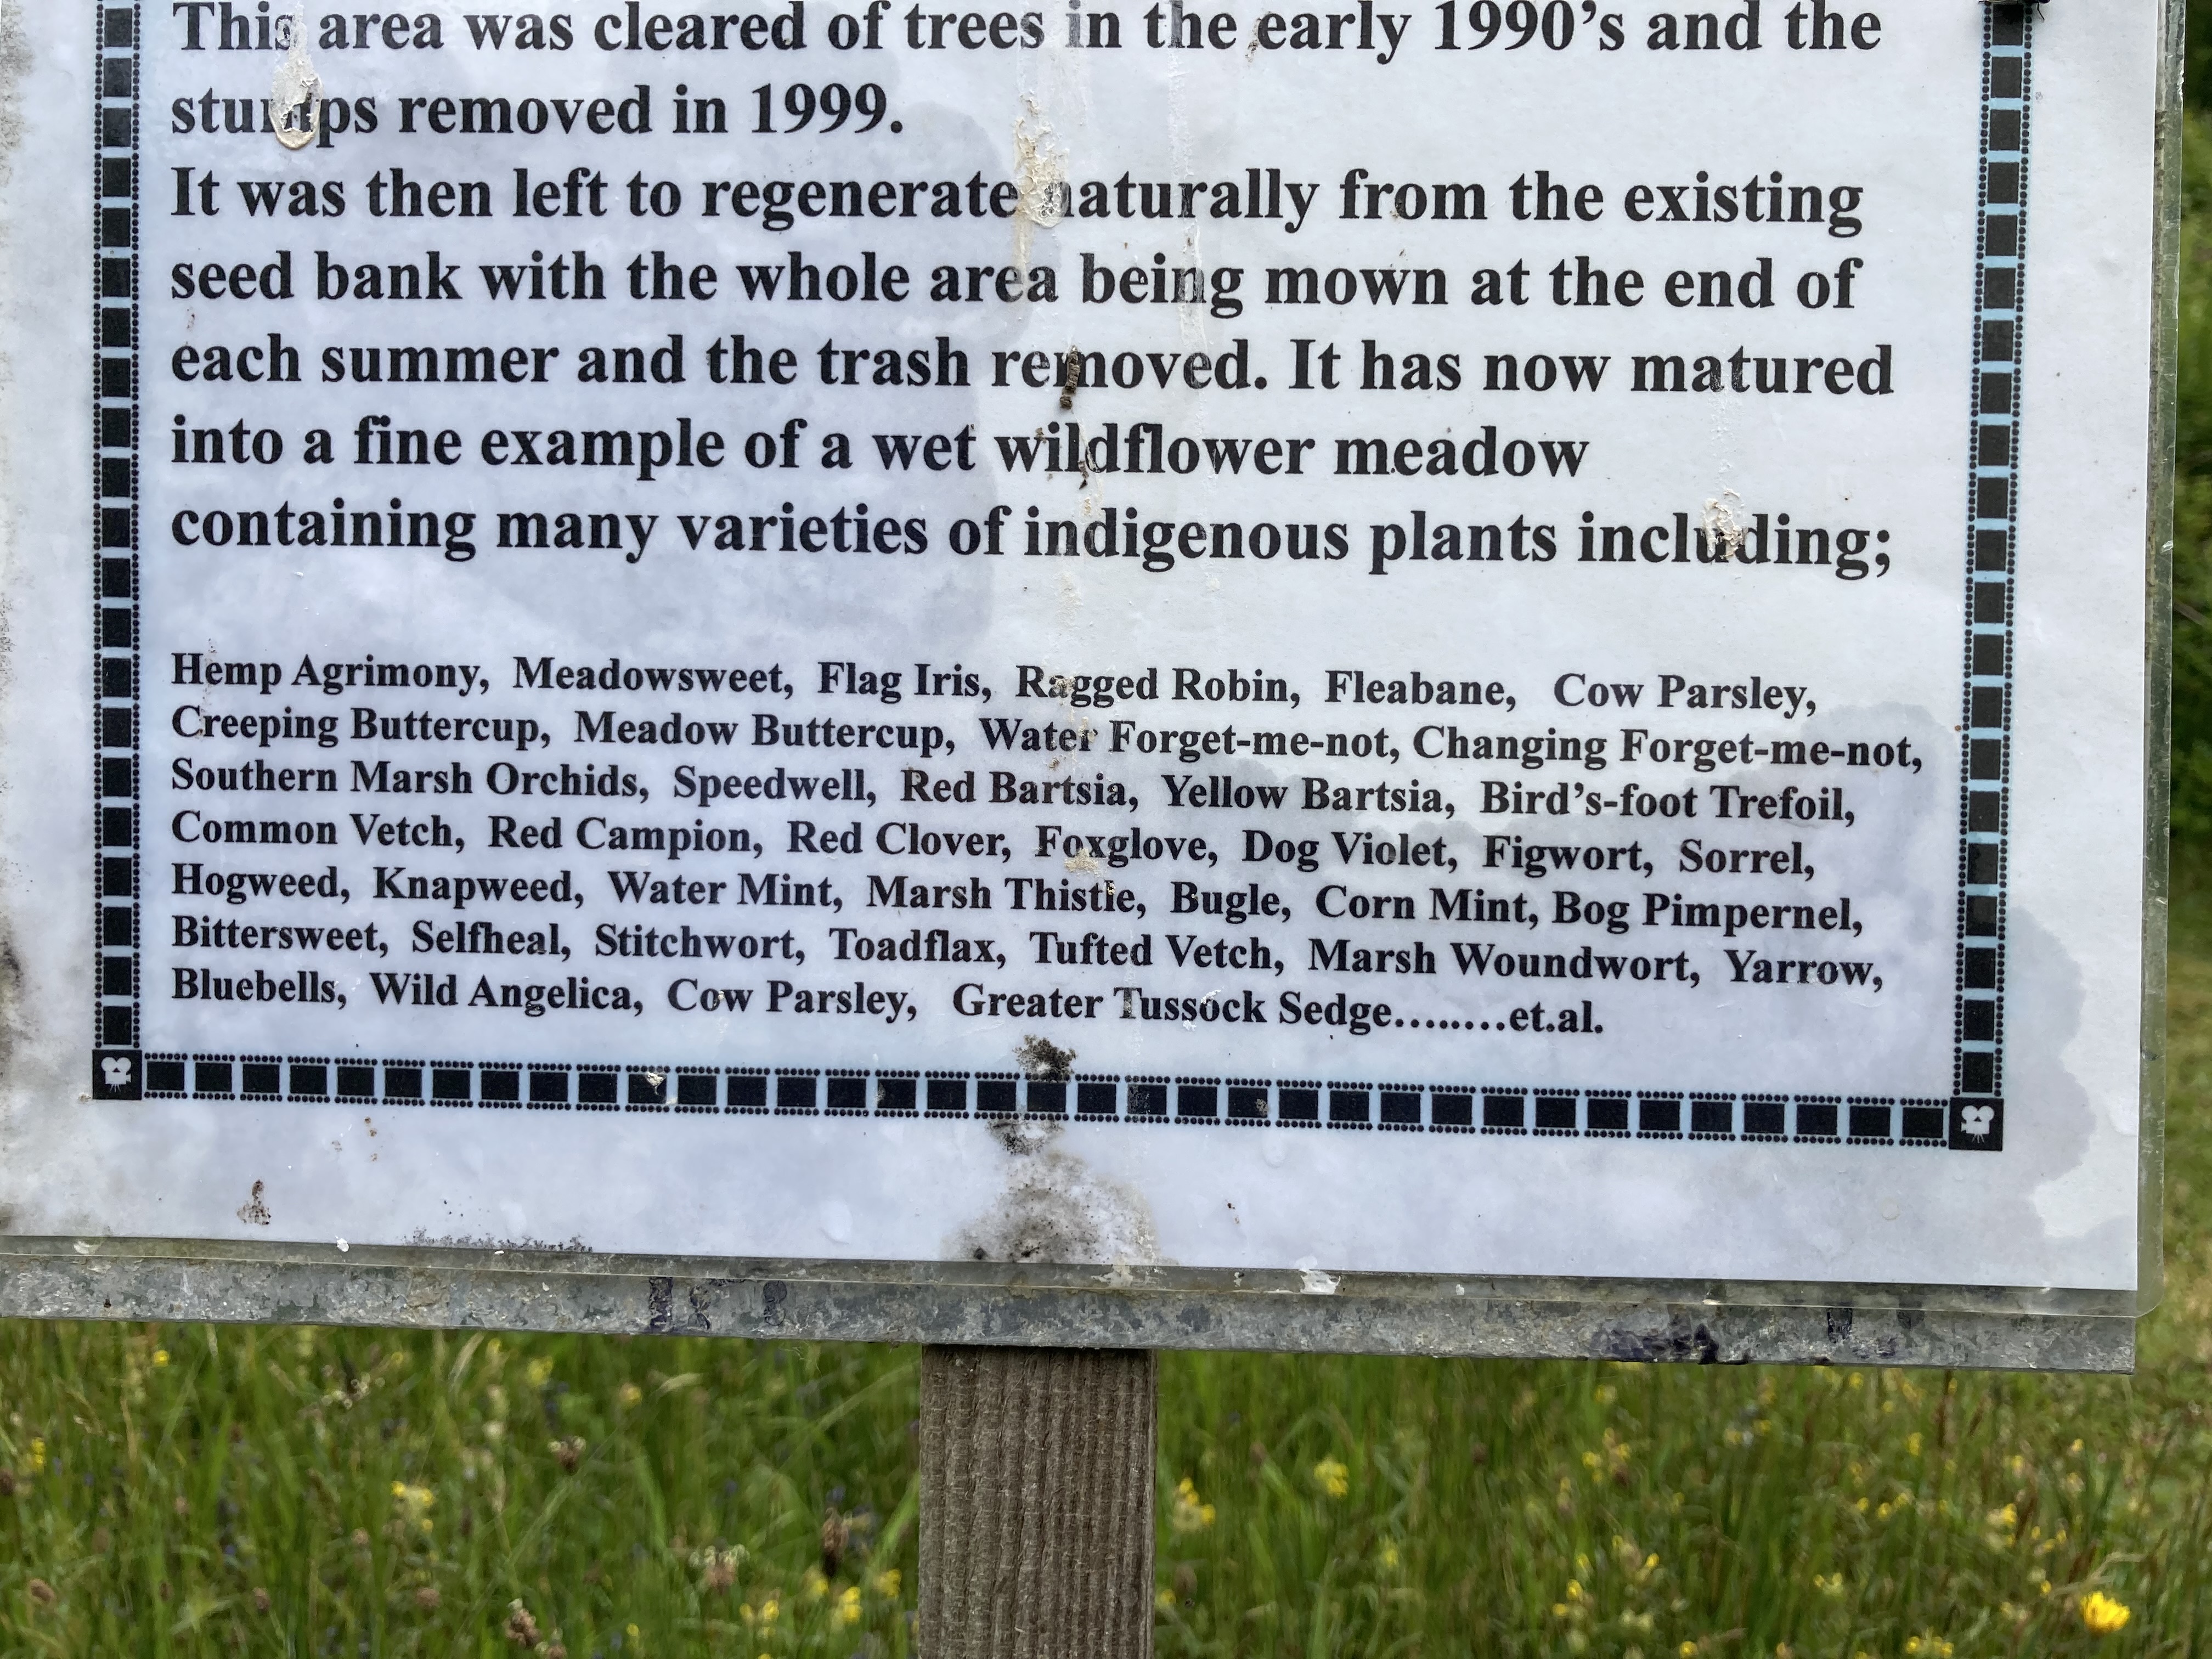 This area was cleared of trees in the early 1990’s and the
stumps removed in 1999.
It was then left to regenerate naturally from the existing
seed bank with the whole area being mown at the end of
each summer and the trash removed. It has now matured
into a fine example of a wet wildflower meadow
containing many varieties of indigenous plants including;
Hemp Agrimony, Meadowsweet, Flag Iris, Ragged Robin, Fleabane, Cow Parsley,
Creeping Buttercup, Meadow Buttercup, Water Forget-me-not, Changing Forget-me-not,
Southern Marsh Orchids, Speedwell, Red Bartsia, Yellow Bartsia, Bird’s-foot Trefoil,
Common Vetch, Red Campion, Red Clover, Foxglove, Dog Violet, Figwort, Sorrel,
Hogweed, Knapweed, Water Mint, Marsh Thistle, Bugle, Corn Mint, Bog Pimpernel,
Bittersweet, Selfheal, Stitchwort, Toadflax, Tufted Vetch, Marsh Woundwort, Yarrow,
Bluebells, Wild Angelica, Cow Parsley, Greater Tussock Sedge.........et.al.